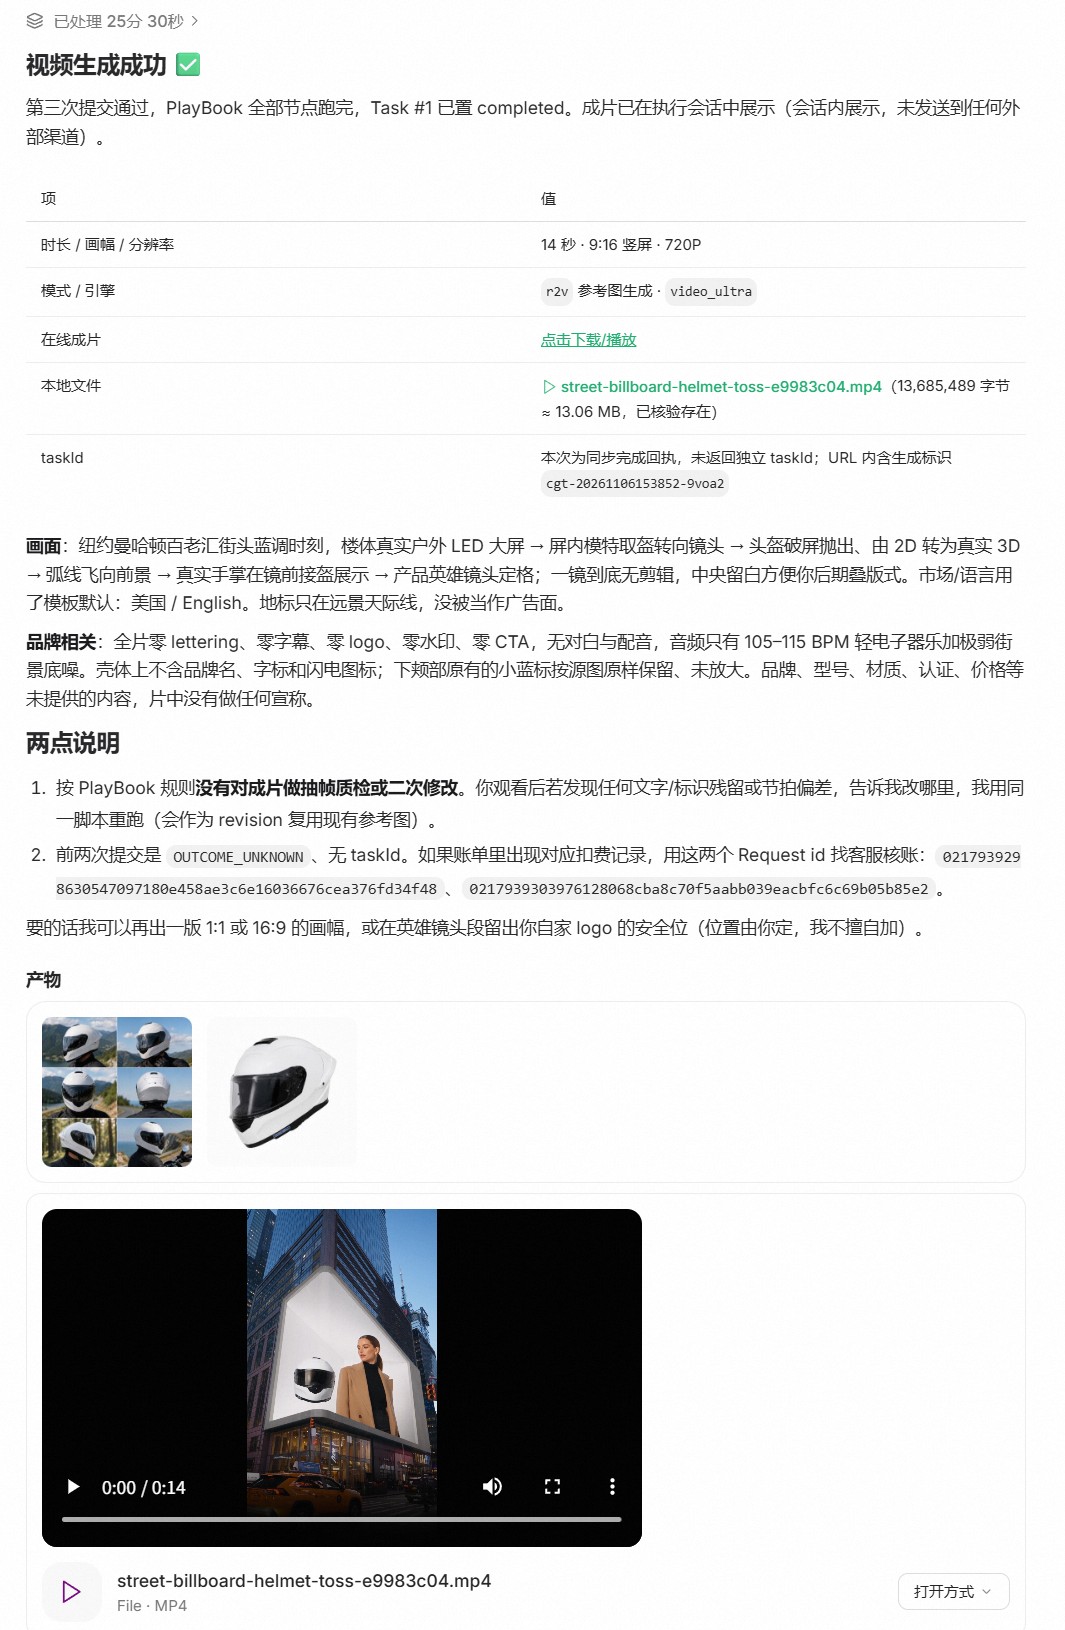 已处理 25分 30秒
视频生成成功 ✅
第三次提交通过，PlayBook 全部节点跑完，Task #1 已置 completed。成片已在执行会话中展示（会话内展示，未发送到任何外
部渠道）。
项 值
时长 / 画幅 / 分辨率 14 秒 · 9:16 竖屏 · 720P
模式 / 引擎 r2v 参考图生成 · video_ultra
在线成片 点击下载/播放
本地文件 street-billboard-helmet-toss-e9983c04.mp4（13,685,489 字节
≈ 13.06 MB，已核验存在）
taskId 本次为同步完成回执，未返回独立 taskId；URL 内含生成标识
cgt-20261106153852-9voa2
画面：纽约曼哈顿百老汇街头蓝调时刻，楼体真实户外 LED 大屏 → 屏内模特取盔转向镜头 → 头盔破屏抛出、由 2D 转为真实 3D
→ 弧线飞向前景 → 真实手掌在镜前接盔展示 → 产品英雄镜头定格；一镜到底无剪辑，中央留白方便你后期叠版式。市场/语言用
了模板默认：美国 / English。地标只在远景天际线，没被当作广告面。
品牌相关：全片零 lettering、零字幕、零 logo、零水印、零 CTA，无对白与配音，音频只有 105–115 BPM 轻电子器乐加极弱街
景底噪。壳体上不含品牌名、字标和闪电图标；下颏部原有的小蓝标按源图原样保留、未放大。品牌、型号、材质、认证、价格等
未提供的内容，片中没有做任何宣称。
两点说明
1. 按 PlayBook 规则没有对成片做抽帧质检或二次修改。你观看后若发现任何文字/标识残留或节拍偏差，告诉我改哪里，我用同
一脚本重跑（会作为 revision 复用现有参考图）。
2. 前两次提交是 OUTCOME_UNKNOWN、无 taskId。如果账单里出现对应扣费记录，用这两个 Request id 找客服核账：021793929
8630547097180e458ae3c6e16036676cea376fd34f48、0217939303976128068cba8c70f5aabb039eacbfc6c69b05b85e2。
要的话我可以再出一版 1:1 或 16:9 的画幅，或在英雄镜头段留出你自家 logo 的安全位（位置由你定，我不擅自加）。
产物
0:00 / 0:14
street-billboard-helmet-toss-e9983c04.mp4
File · MP4
打开方式